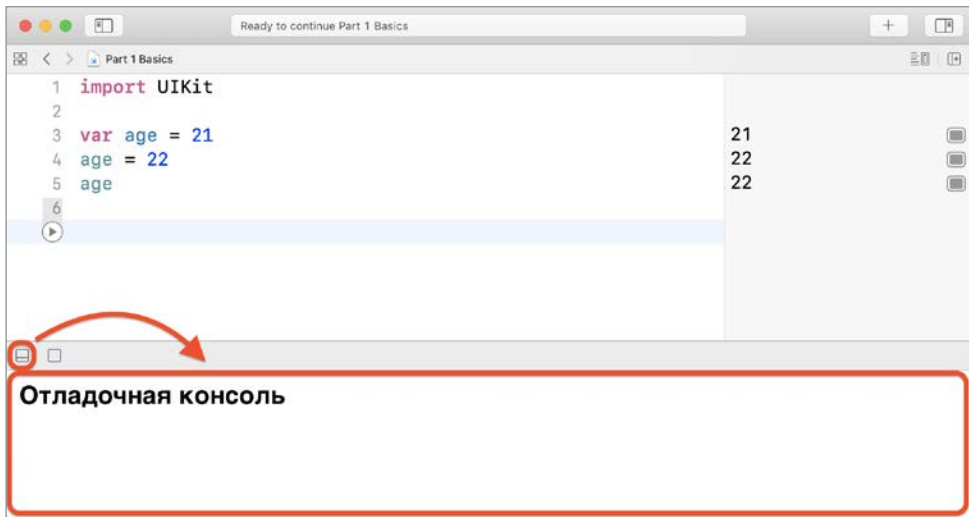 Ready to continue Part 1 Basics
Part 1 Basics
1 import UIKit
2
3 var age = 21 21
4 age = 22 22
5 age 22
6
Отладочная консоль